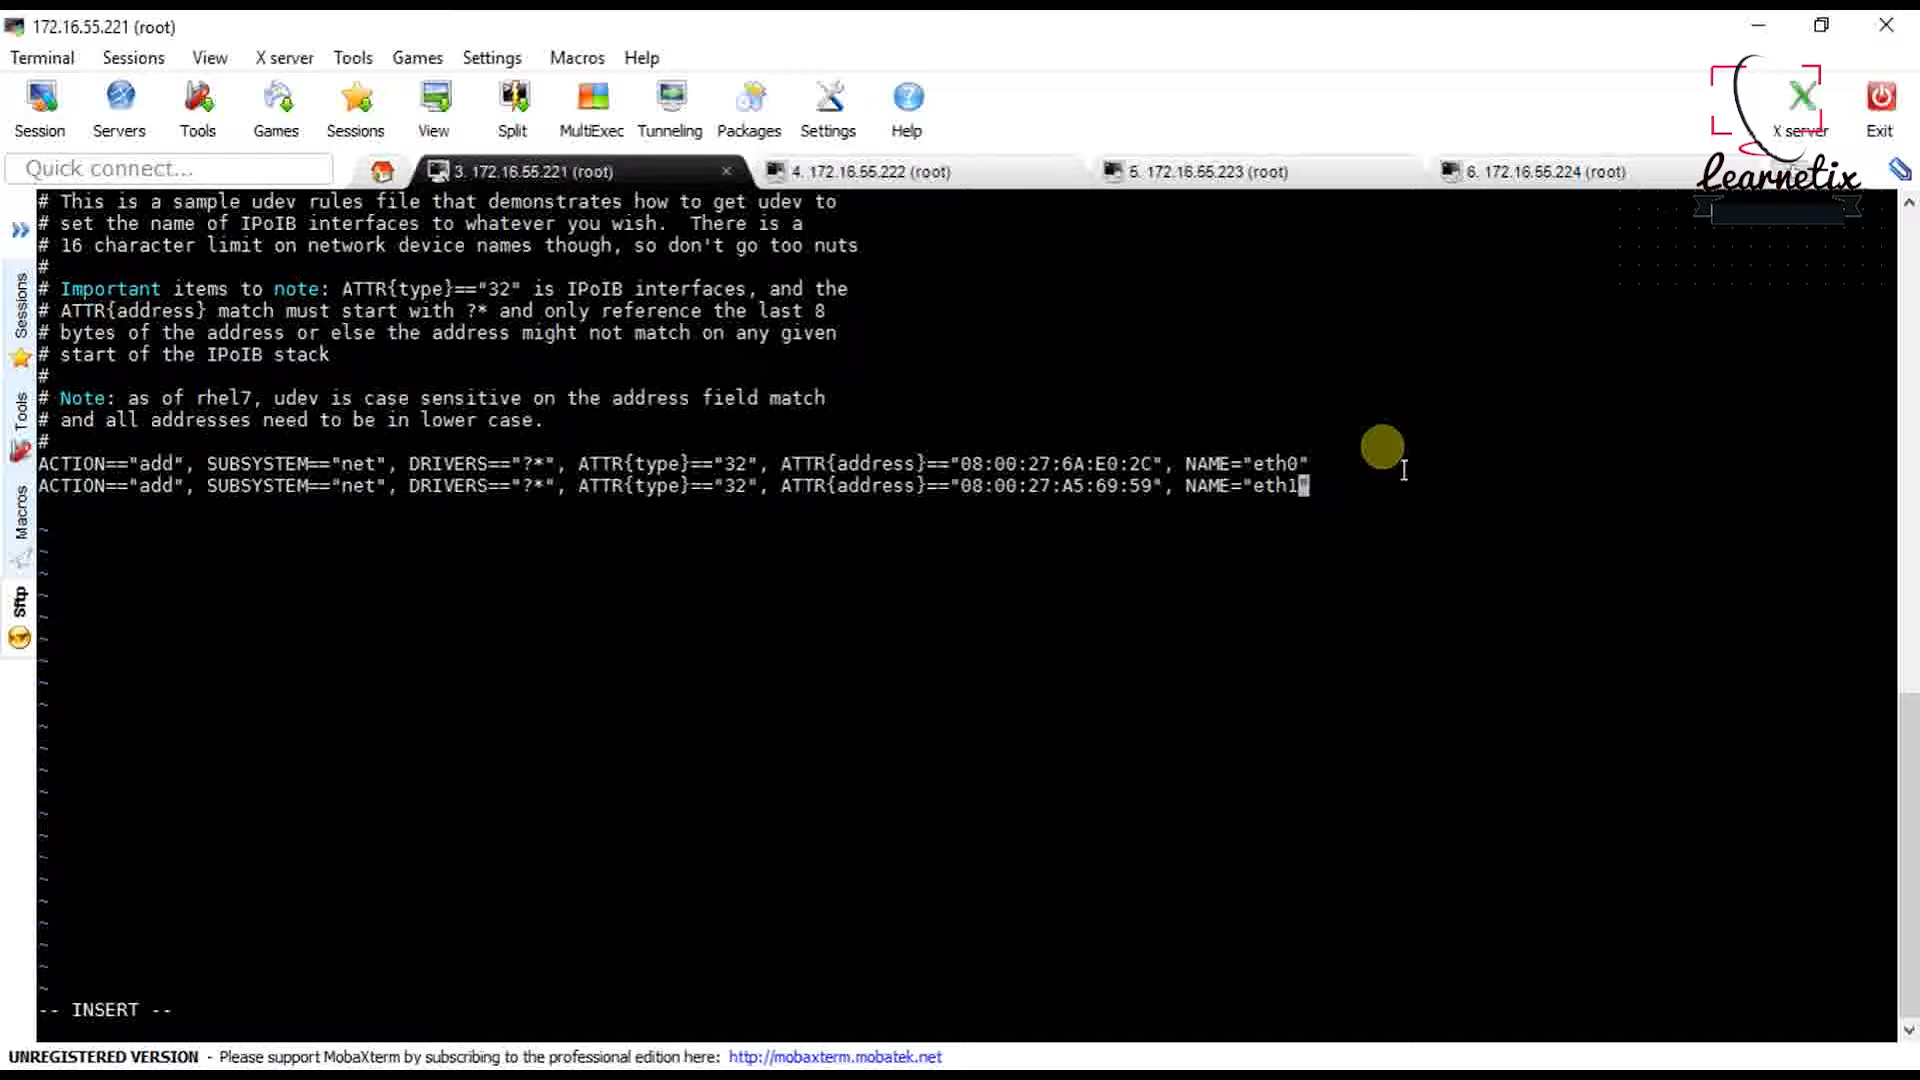 172.16.55.221 (root)
Terminal Sessions View X server Tools Games Settings Macros Help
Session Servers Tools Games Sessions View Split MultiExec Tunneling Packages Settings Help X server Exit
Learnetix
Quick connect... 3. 172.16.55.221 (root) 4. 172.16.55.222 (root) 5. 172.16.55.223 (root) 6. 172.16.55.224 (root)
Sessions
Tools
Macros
Sftp
# This is a sample udev rules file that demonstrates how to get udev to
# set the name of IPoIB interfaces to whatever you wish.  There is a
# 16 character limit on network device names though, so don't go too nuts
#
# Important items to note: ATTR{type}=="32" is IPoIB interfaces, and the
# ATTR{address} match must start with ?* and only reference the last 8
# bytes of the address or else the address might not match on any given
# start of the IPoIB stack
#
# Note: as of rhel7, udev is case sensitive on the address field match
# and all addresses need to be in lower case.
#
ACTION=="add", SUBSYSTEM=="net", DRIVERS=="?*", ATTR{type}=="32", ATTR{address}=="08:00:27:6A:E0:2C", NAME="eth0"
ACTION=="add", SUBSYSTEM=="net", DRIVERS=="?*", ATTR{type}=="32", ATTR{address}=="08:00:27:A5:69:59", NAME="eth1"
-- INSERT --
UNREGISTERED VERSION - Please support MobaXterm by subscribing to the professional edition here: http://mobaxterm.mobatek.net